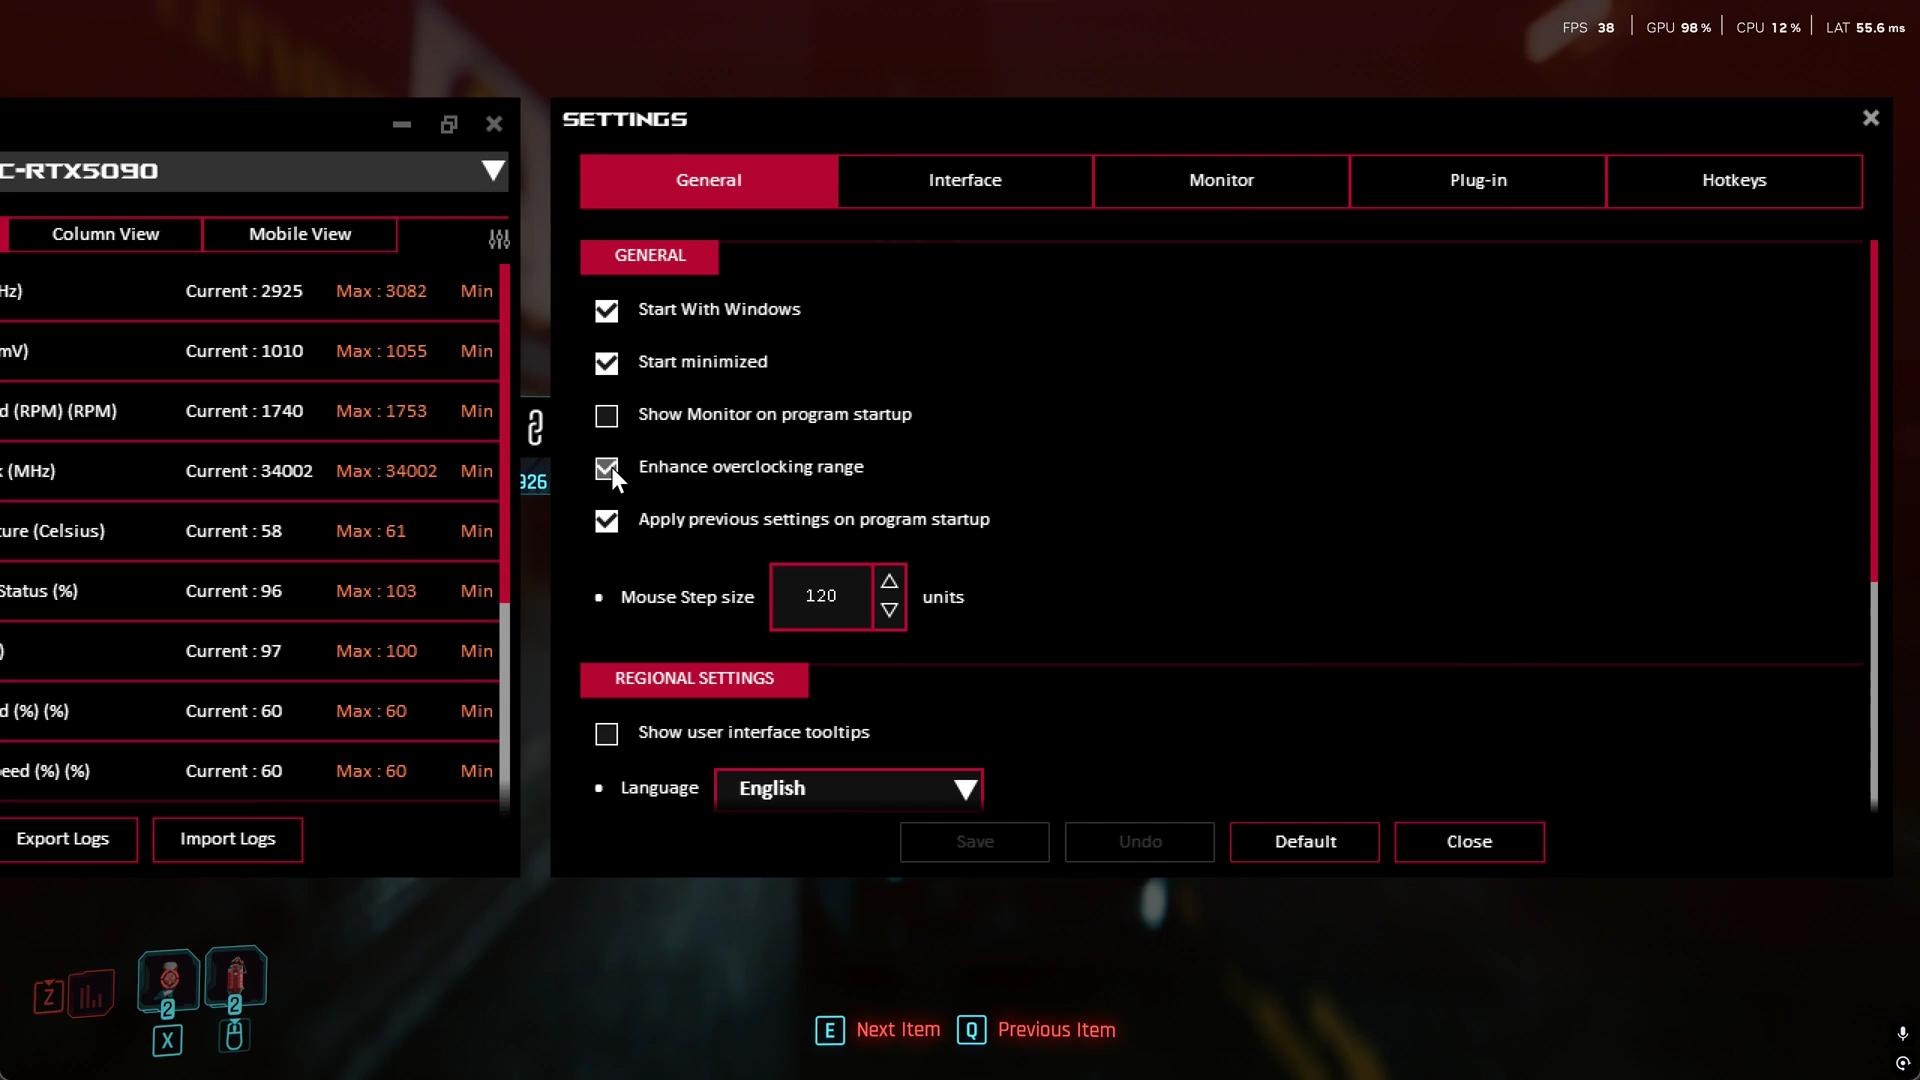 FPS 38 GPU 98 % CPU 12 % LAT 55.6 ms
C-RTX5090
Column View Mobile View
Hz) Current : 2925 Max : 3082 Min
mV) Current : 1010 Max : 1055 Min
d (RPM) (RPM) Current : 1740 Max : 1753 Min
k (MHz) Current : 34002 Max : 34002 Min
ture (Celsius) Current : 58 Max : 61 Min
Status (%) Current : 96 Max : 103 Min
) Current : 97 Max : 100 Min
d (%) (%) Current : 60 Max : 60 Min
eed (%) (%) Current : 60 Max : 60 Min
Export Logs Import Logs
926
SETTINGS
General Interface Monitor Plug-in Hotkeys
GENERAL
Start With Windows
Start minimized
Show Monitor on program startup
Enhance overclocking range
Apply previous settings on program startup
• Mouse Step size 120 units
REGIONAL SETTINGS
Show user interface tooltips
• Language English
Save Undo Default Close
Z 2 2
X
E Next Item Q Previous Item